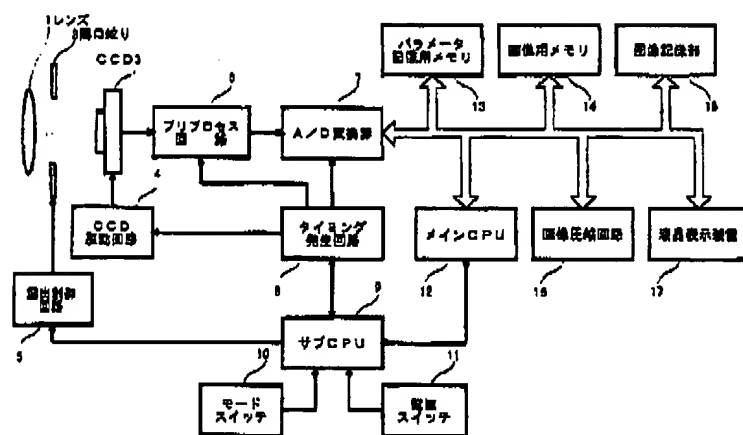 1レンズ
2開口絞り
CCD3
6
プリプロセス
回 路
7
A/D変換器
パラメータ
記憶用メモリ
13
画像用メモリ
14
画像記録部
15
4
CCD
駆動回路
タイミング
発生回路
8
メインCPU
12
画像圧縮回路
16
液晶表示装置
17
露出制御
回路
5
9
サブCPU
10
モード
スイッチ
11
スイッチ